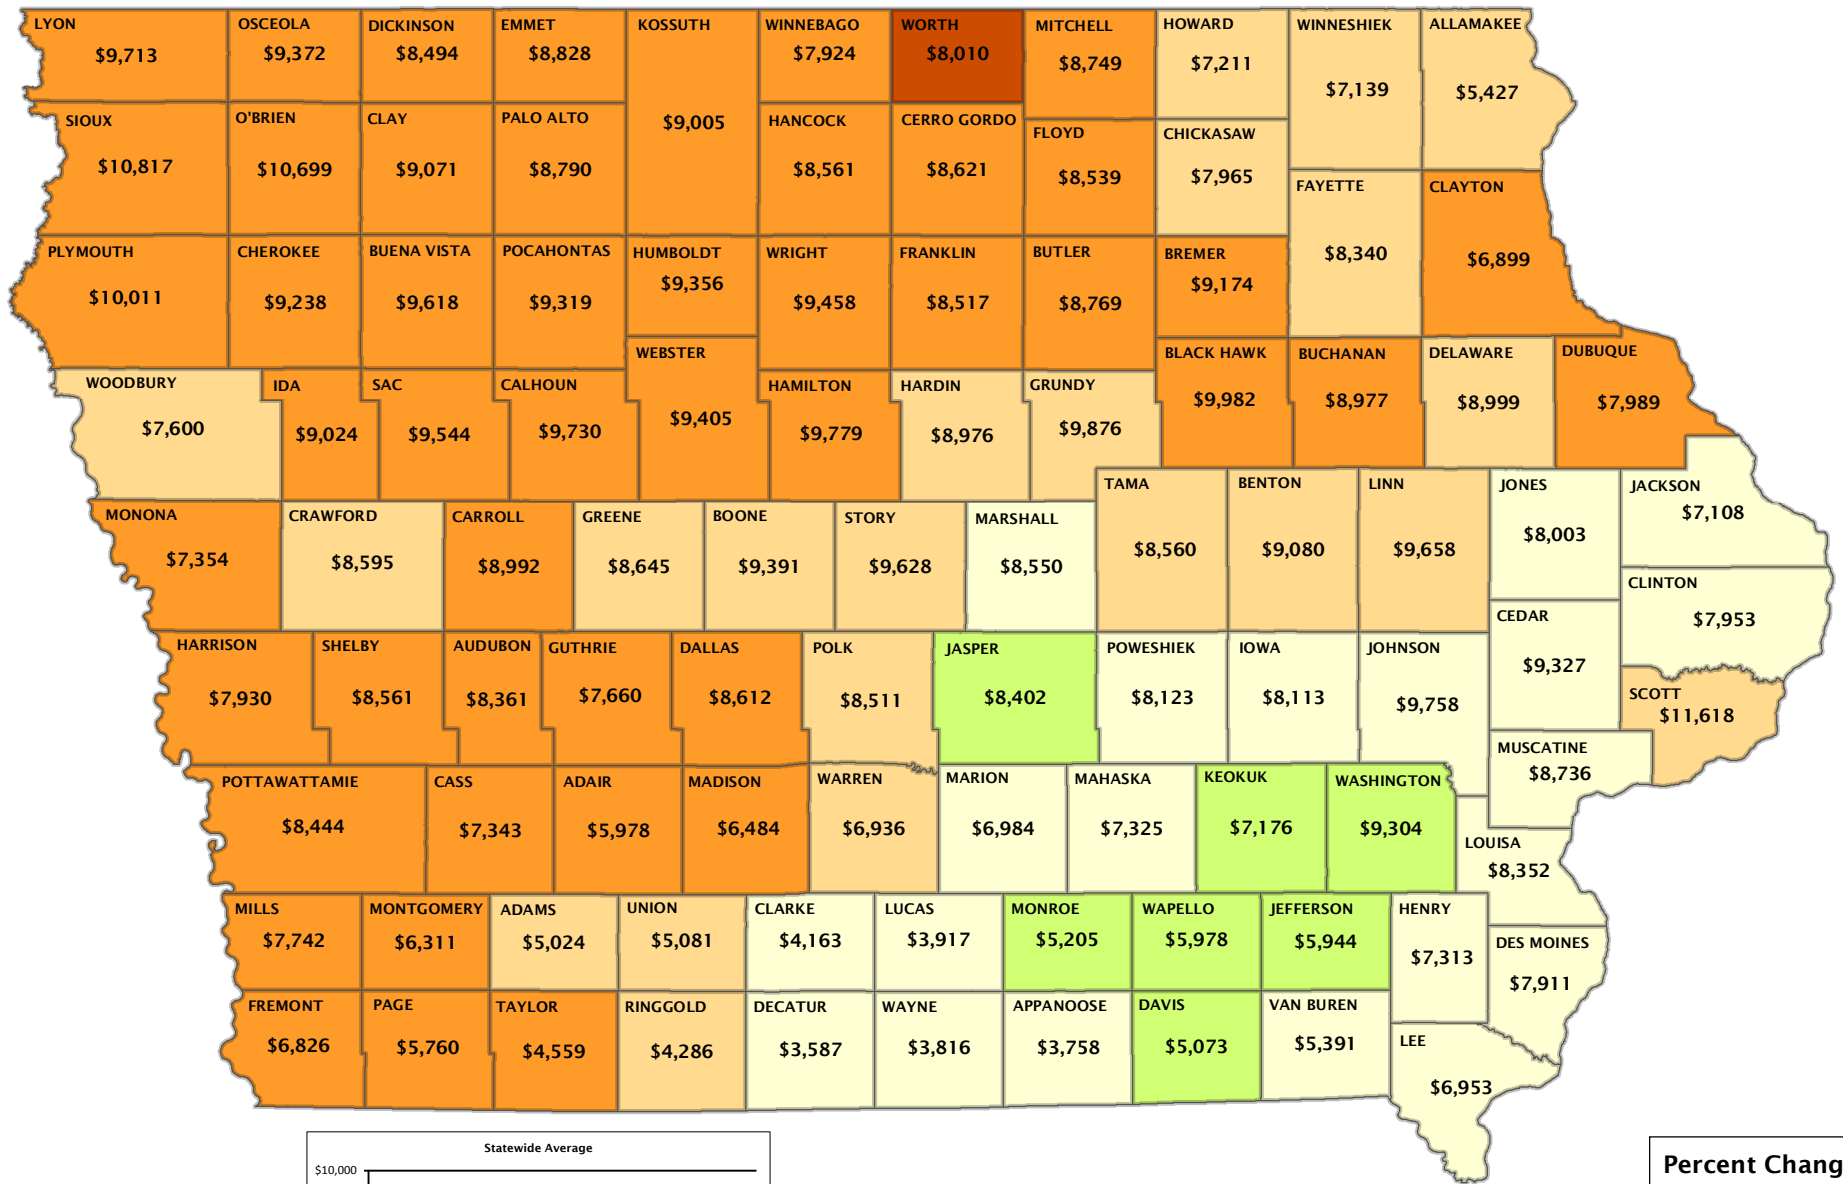 LYON
$9,713
OSCEOLA
$9,372
DICKINSON
$8,494
EMMET
$8,828
KOSSUTH
$9,005
WINNEBAGO
$7,924
WORTH
$8,010
MITCHELL
$8,749
HOWARD
$7,211
WINNESHIEK
$7,139
ALLAMAKEE
$5,427
SIOUX
$10,817
O'BRIEN
$10,699
CLAY
$9,071
PALO ALTO
$8,790
HANCOCK
$8,561
CERRO GORDO
$8,621
FLOYD
$8,539
CHICKASAW
$7,965
FAYETTE
$8,340
CLAYTON
$6,899
PLYMOUTH
$10,011
CHEROKEE
$9,238
BUENA VISTA
$9,618
POCAHONTAS
$9,319
HUMBOLDT
$9,356
WRIGHT
$9,458
FRANKLIN
$8,517
BUTLER
$8,769
BREMER
$9,174
WEBSTER
$9,405
BLACK HAWK
$9,982
BUCHANAN
$8,977
DELAWARE
$8,999
DUBUQUE
$7,989
WOODBURY
$7,600
IDA
$9,024
SAC
$9,544
CALHOUN
$9,730
HAMILTON
$9,779
HARDIN
$8,976
GRUNDY
$9,876
TAMA
$8,560
BENTON
$9,080
LINN
$9,658
JONES
$8,003
JACKSON
$7,108
MONONA
$7,354
CRAWFORD
$8,595
CARROLL
$8,992
GREENE
$8,645
BOONE
$9,391
STORY
$9,628
MARSHALL
$8,550
CLINTON
$7,953
CEDAR
$9,327
HARRISON
$7,930
SHELBY
$8,561
AUDUBON
$8,361
GUTHRIE
$7,660
DALLAS
$8,612
POLK
$8,511
JASPER
$8,402
POWESHIEK
$8,123
IOWA
$8,113
JOHNSON
$9,758
SCOTT
$11,618
MUSCATINE
$8,736
POTTAWATTAMIE
$8,444
CASS
$7,343
ADAIR
$5,978
MADISON
$6,484
WARREN
$6,936
MARION
$6,984
MAHASKA
$7,325
KEOKUK
$7,176
WASHINGTON
$9,304
LOUISA
$8,352
MILLS
$7,742
MONTGOMERY
$6,311
ADAMS
$5,024
UNION
$5,081
CLARKE
$4,163
LUCAS
$3,917
MONROE
$5,205
WAPELLO
$5,978
JEFFERSON
$5,944
HENRY
$7,313
DES MOINES
$7,911
FREMONT
$6,826
PAGE
$5,760
TAYLOR
$4,559
RINGGOLD
$4,286
DECATUR
$3,587
WAYNE
$3,816
APPANOOSE
$3,758
DAVIS
$5,073
VAN BUREN
$5,391
LEE
$6,953
Statewide Average
$10,000
Percent Chang